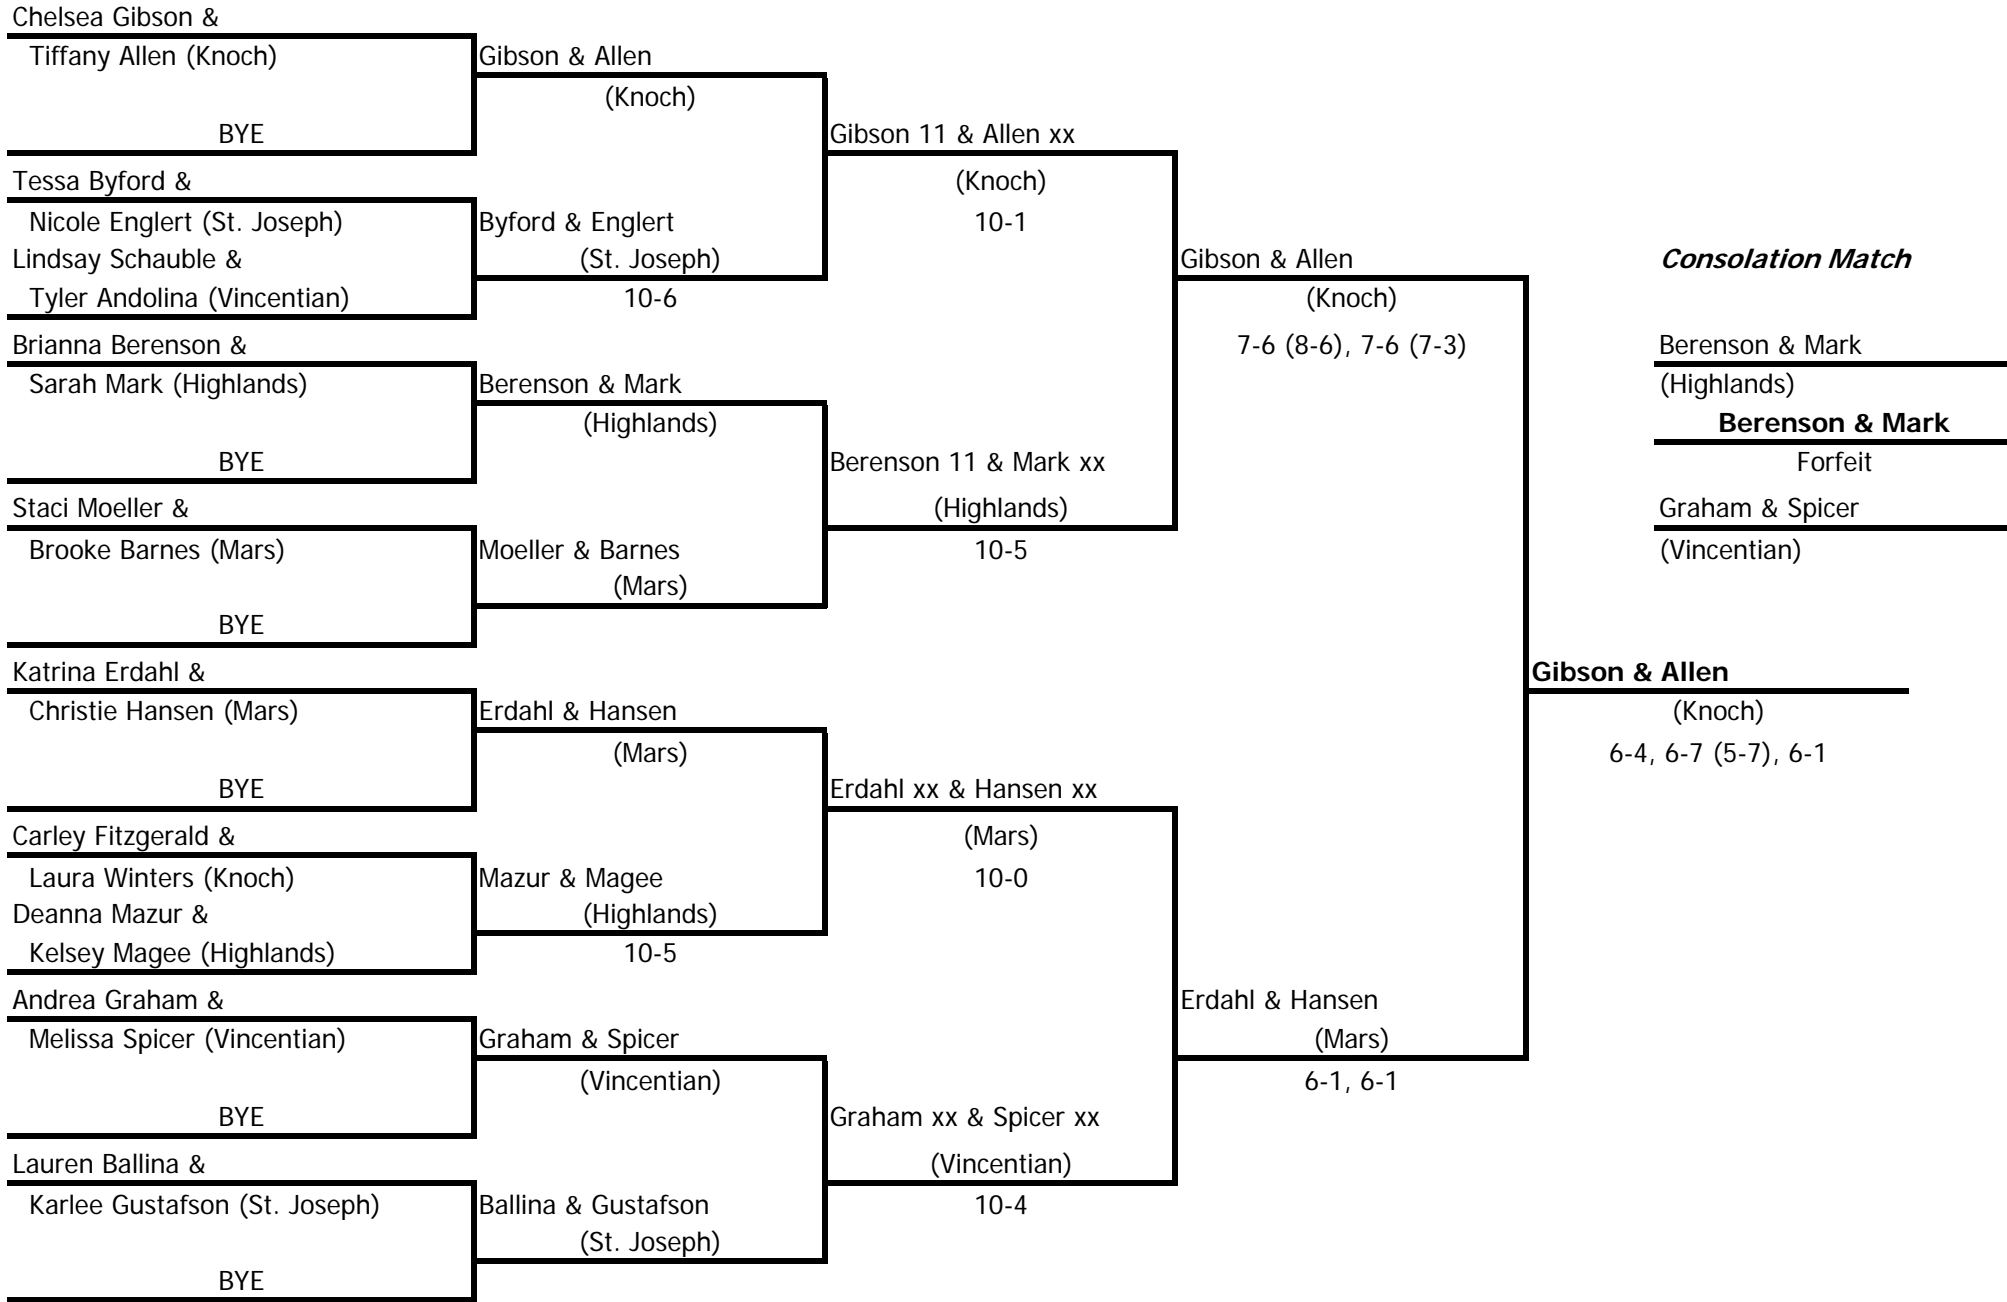 Chelsea Gibson &
Tiffany Allen (Knoch)
BYE
Tessa Byford &
Nicole Englert (St. Joseph)
Lindsay Schauble &
Tyler Andolina (Vincentian)
Brianna Berenson &
Sarah Mark (Highlands)
BYE
Staci Moeller &
Brooke Barnes (Mars)
BYE
Katrina Erdahl &
Christie Hansen (Mars)
BYE
Carley Fitzgerald &
Laura Winters (Knoch)
Deanna Mazur &
Kelsey Magee (Highlands)
Andrea Graham &
Melissa Spicer (Vincentian)
BYE
Lauren Ballina &
Karlee Gustafson (St. Joseph)
BYE
Gibson & Allen
(Knoch)
Byford & Englert
(St. Joseph)
10-6
Berenson & Mark
(Highlands)
Moeller & Barnes
(Mars)
Erdahl & Hansen
(Mars)
Mazur & Magee
(Highlands)
10-5
Graham & Spicer
(Vincentian)
Ballina & Gustafson
(St. Joseph)
Gibson 11 & Allen xx
(Knoch)
10-1
Berenson 11 & Mark xx
(Highlands)
10-5
Erdahl xx & Hansen xx
(Mars)
10-0
Graham xx & Spicer xx
(Vincentian)
10-4
Gibson & Allen
(Knoch)
7-6 (8-6), 7-6 (7-3)
Erdahl & Hansen
(Mars)
6-1, 6-1
Gibson & Allen
(Knoch)
6-4, 6-7 (5-7), 6-1
Consolation Match
Berenson & Mark
(Highlands)
Berenson & Mark
Forfeit
Graham & Spicer
(Vincentian)